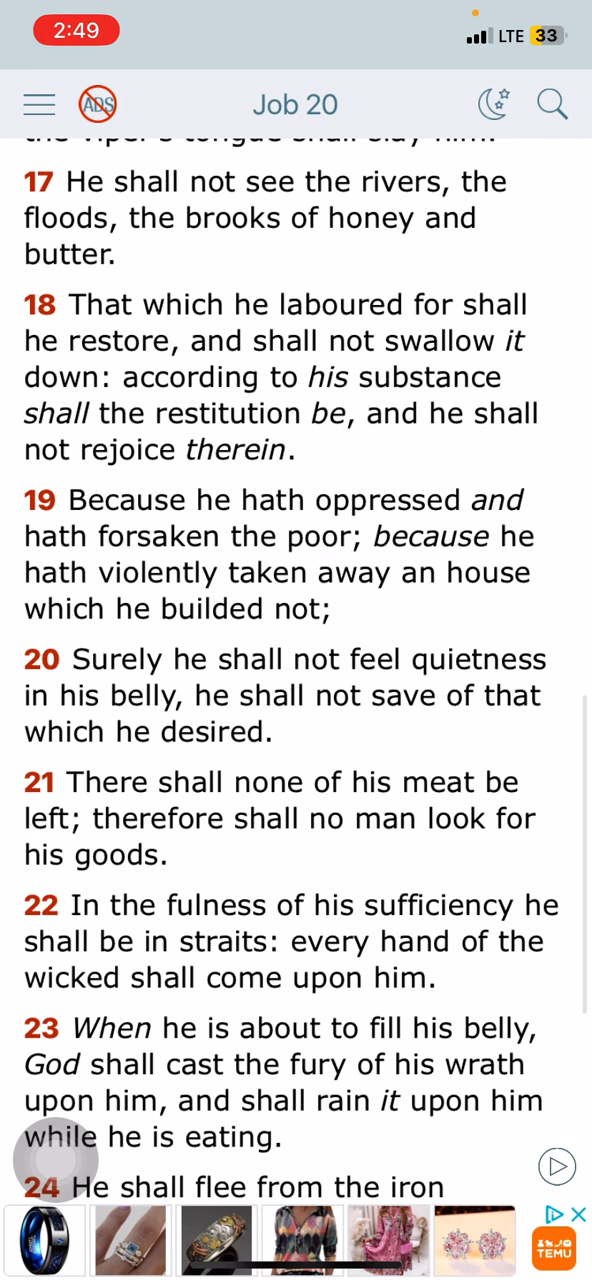 2:49
LTE 33
ADS
Job 20
the viper's tongue shall slay him.
17 He shall not see the rivers, the
floods, the brooks of honey and
butter.
18 That which he laboured for shall
he restore, and shall not swallow it
down: according to his substance
shall the restitution be, and he shall
not rejoice therein.
19 Because he hath oppressed and
hath forsaken the poor; because he
hath violently taken away an house
which he builded not;
20 Surely he shall not feel quietness
in his belly, he shall not save of that
which he desired.
21 There shall none of his meat be
left; therefore shall no man look for
his goods.
22 In the fulness of his sufficiency he
shall be in straits: every hand of the
wicked shall come upon him.
23 When he is about to fill his belly,
God shall cast the fury of his wrath
upon him, and shall rain it upon him
while he is eating.
24 He shall flee from the iron
TEMU